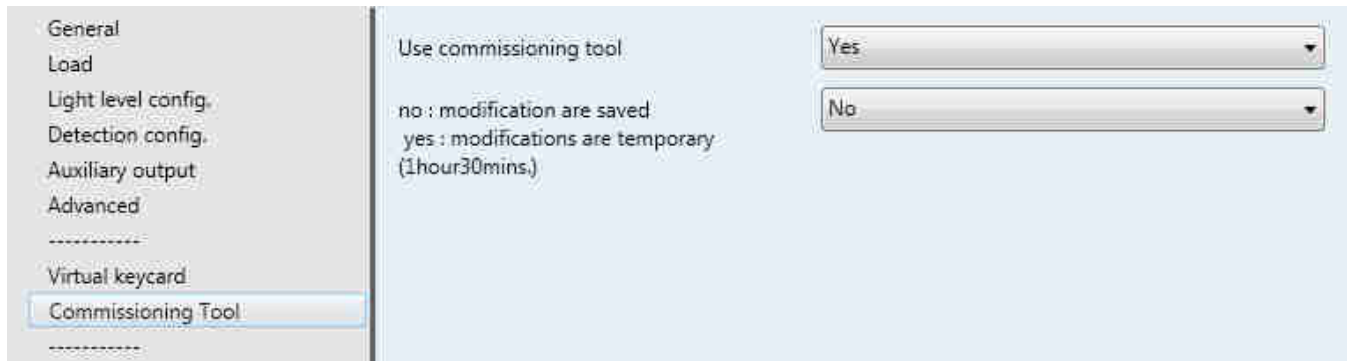 General
Load
Light level config.
Detection config.
Auxiliary output
Advanced
-----------
Virtual keycard
Commissioning Tool
-----------
Use commissioning tool
Yes
no : modification are saved
yes : modifications are temporary
(1hour30mins.)
No